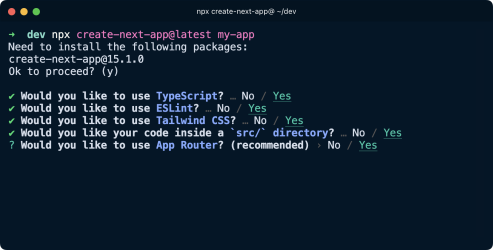 npx create-next-app@ ~/dev
➜ dev npx create-next-app@latest my-app
Need to install the following packages:
create-next-app@15.1.0
Ok to proceed? (y)
✔ Would you like to use TypeScript? … No / Yes
✔ Would you like to use ESLint? … No / Yes
✔ Would you like to use Tailwind CSS? … No / Yes
✔ Would you like your code inside a `src/` directory? … No / Yes
? Would you like to use App Router? (recommended) › No / Yes